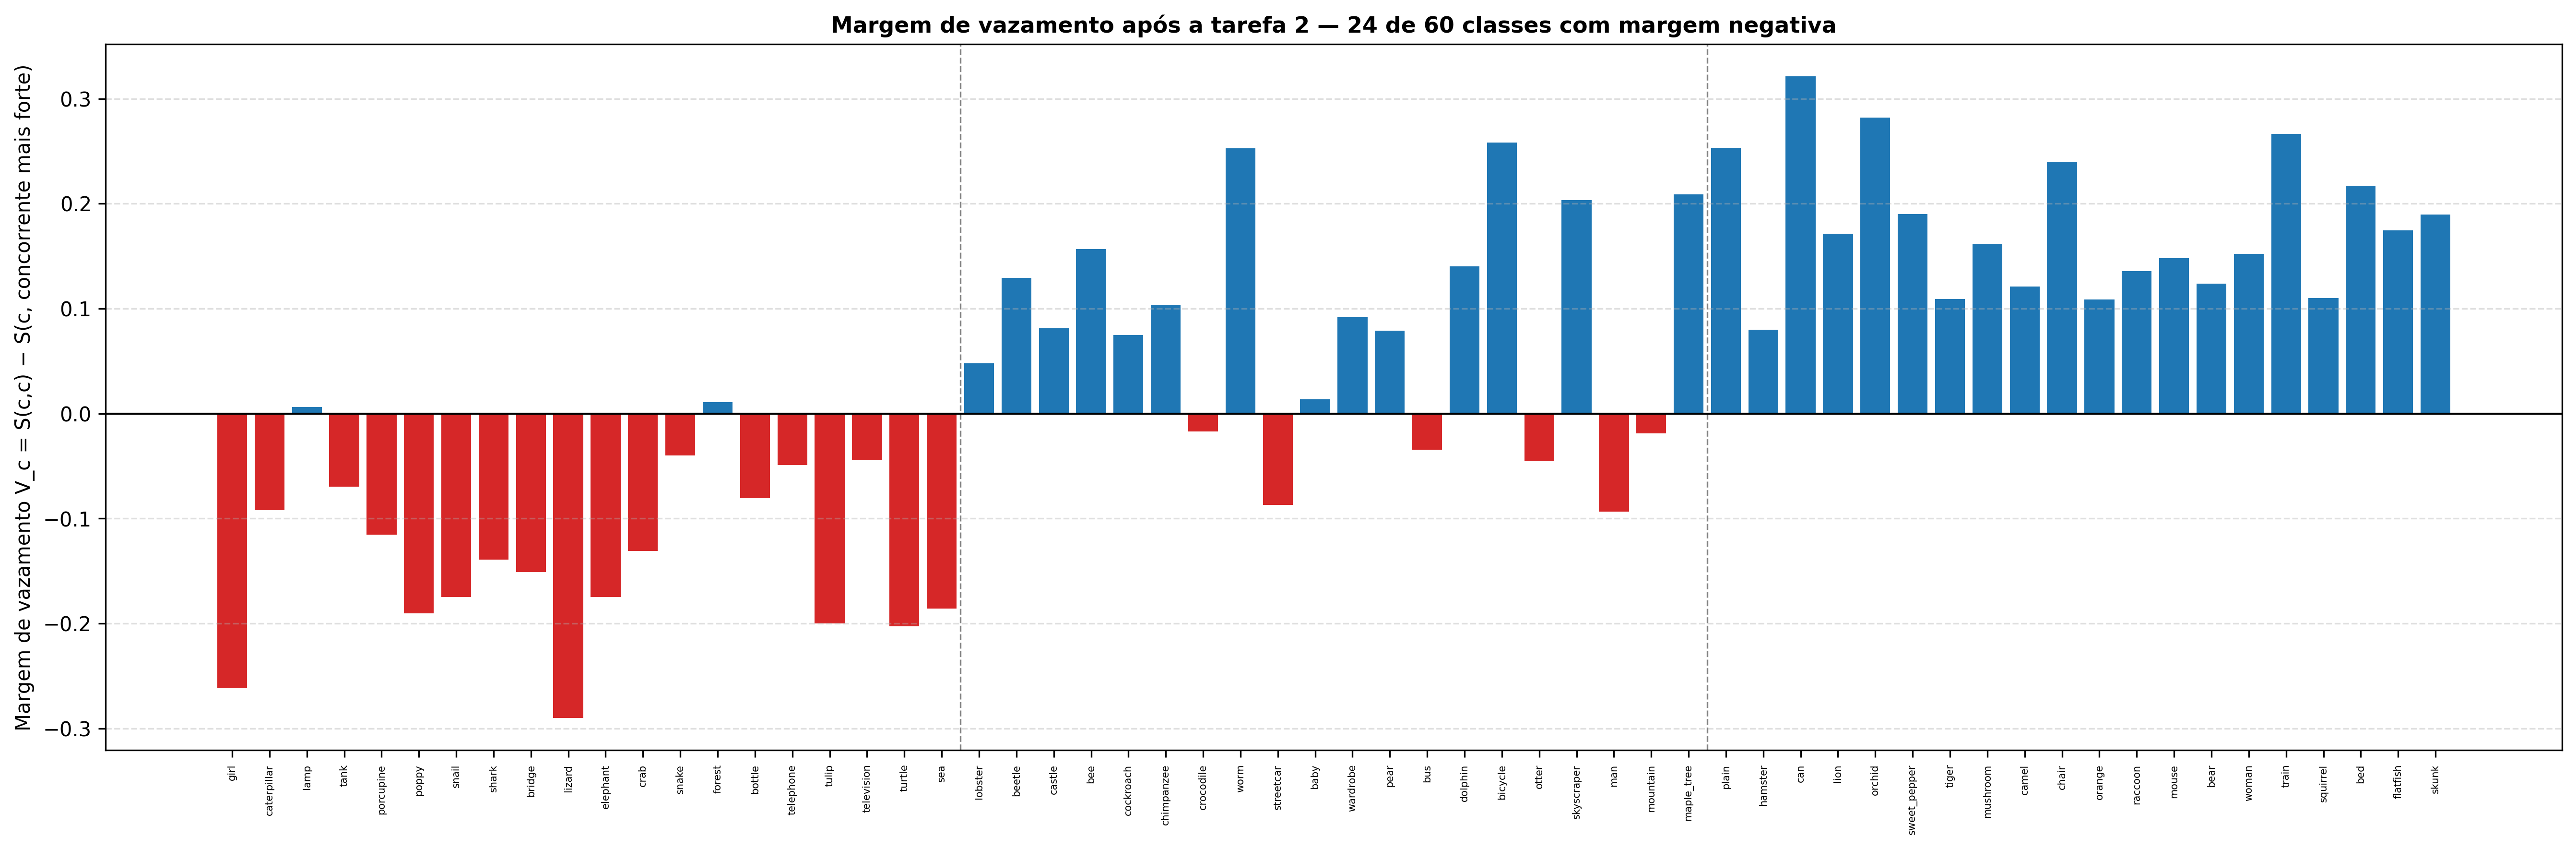 Margem de vazamento após a tarefa 2 — 24 de 60 classes com margem negativa
Margem de vazamento V_c = S(c,c) − S(c, concorrente mais forte)
0.3
0.2
0.1
0.0
−0.1
−0.2
−0.3
girl
caterpillar
lamp
tank
porcupine
poppy
snail
shark
bridge
lizard
elephant
crab
snake
forest
bottle
telephone
tulip
television
turtle
sea
lobster
beetle
castle
bee
cockroach
chimpanzee
crocodile
worm
streetcar
baby
wardrobe
pear
bus
dolphin
bicycle
otter
skyscraper
man
mountain
maple_tree
plain
hamster
can
lion
orchid
sweet_pepper
tiger
mushroom
camel
chair
orange
raccoon
mouse
bear
woman
train
squirrel
bed
flatfish
skunk